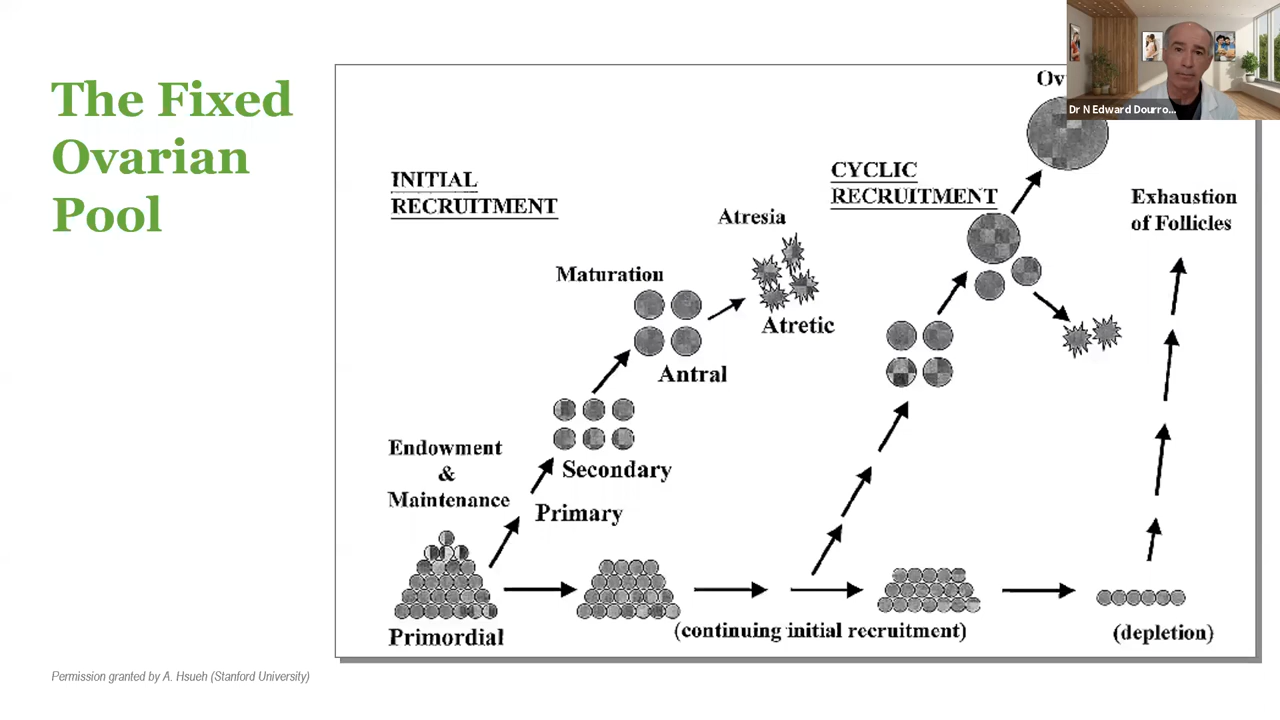 The Fixed
Ovarian
Pool
Dr N Edward Dourro...
INITIAL
RECRUITMENT
CYCLIC
RECRUITMENT
Exhaustion
of Follicles
Atresia
Maturation
Atretic
Antral
Endowment
&
Maintenance
Secondary
Primary
Primordial
(continuing initial recruitment)
(depletion)
Permission granted by A. Hsueh (Stanford University)